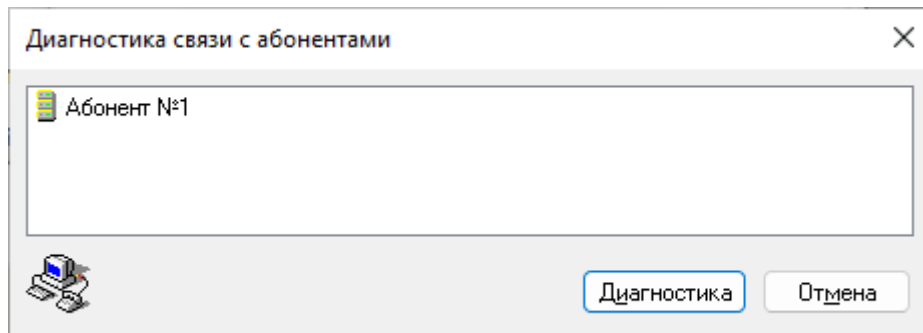 Диагностика связи с абонентами
Абонент №1
Диагностика Отмена